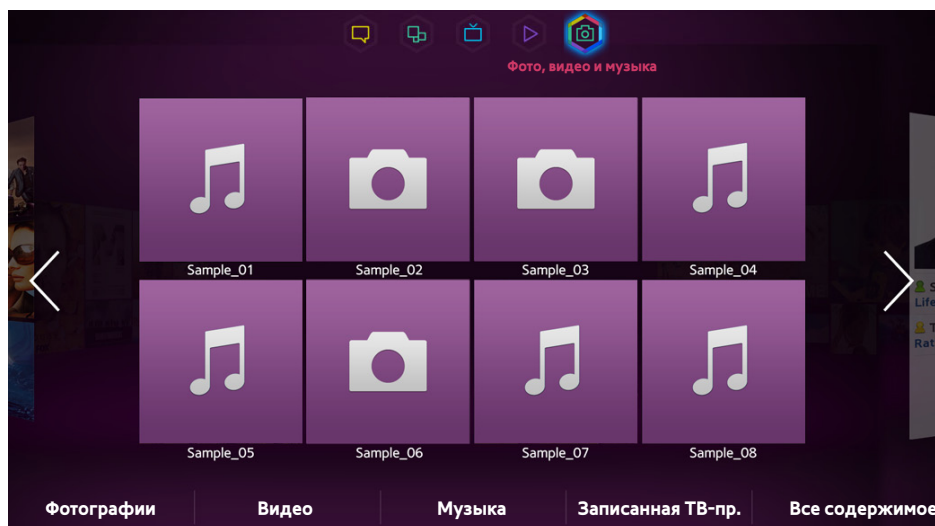 Фото, видео и музыка
Sample_01 Sample_02 Sample_03 Sample_04
Sample_05 Sample_06 Sample_07 Sample_08
Фотографии Видео Музыка Записанная ТВ-пр. Все содержимое